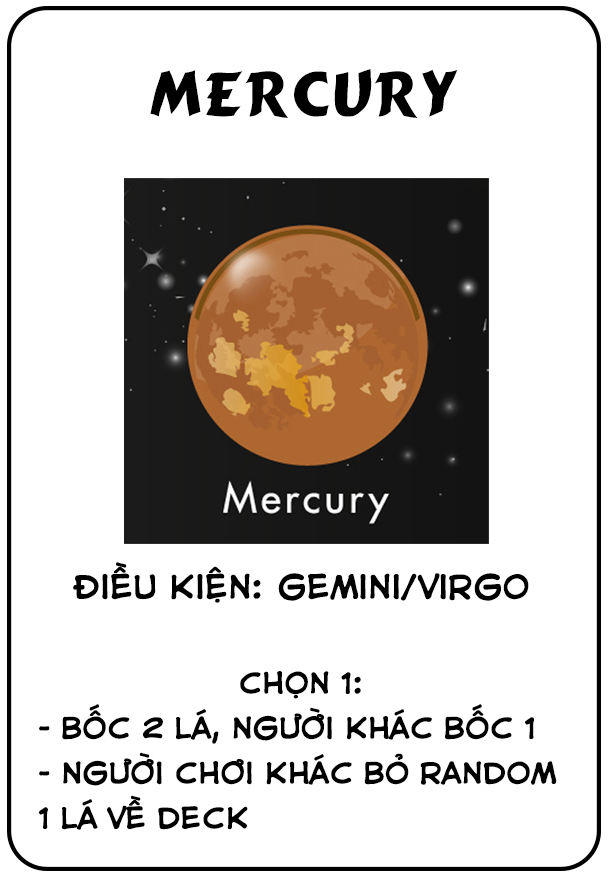 MERCURY
Mercury
ĐIỀU KIỆN: GEMINI/VIRGO
CHỌN 1:
- BỐC 2 LÁ, NGƯỜI KHÁC BỐC 1
- NGƯỜI CHƠI KHÁC BỎ RANDOM
1 LÁ VỀ DECK